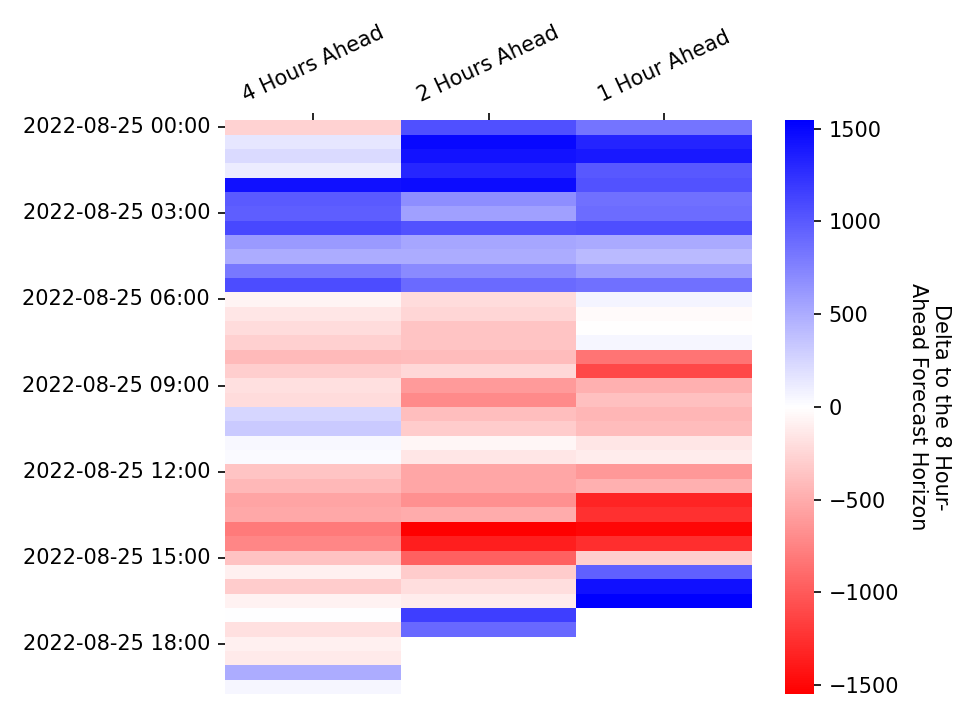 4 Hours Ahead
2 Hours Ahead
1 Hour Ahead
2022-08-25 00:00
2022-08-25 03:00
2022-08-25 06:00
2022-08-25 09:00
2022-08-25 12:00
2022-08-25 15:00
2022-08-25 18:00
1500
1000
500
0
−500
−1000
−1500
Delta to the 8 Hour-
Ahead Forecast Horizon